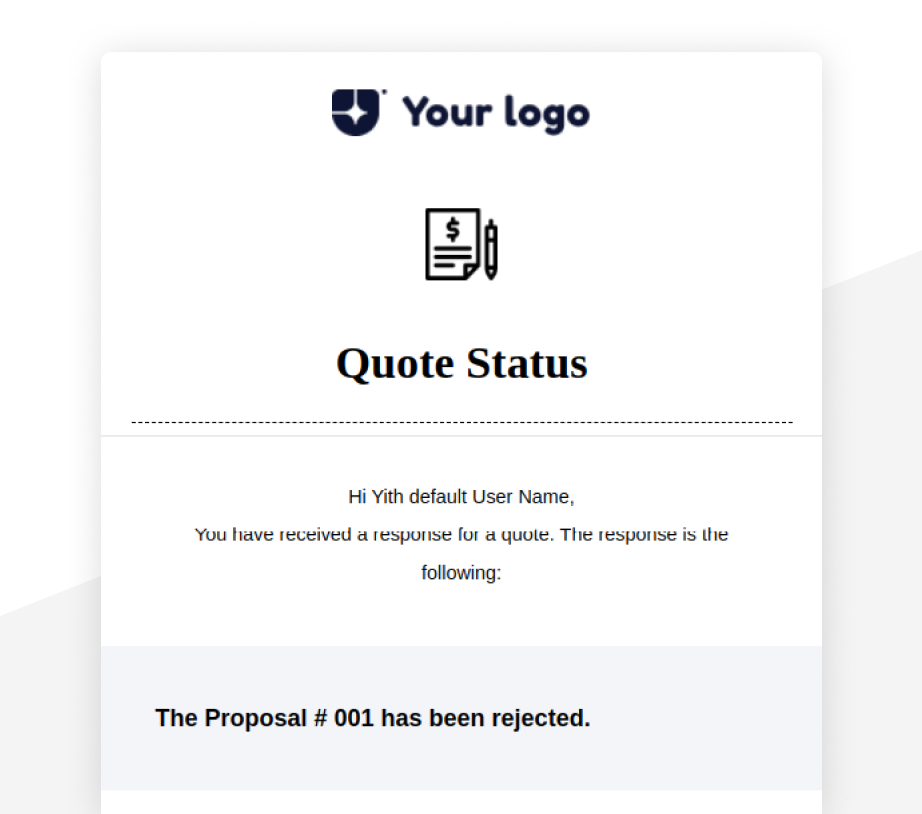 Your logo
$
Quote Status
Hi Yith default User Name,
You have received a response for a quote. The response is the
following:
The Proposal # 001 has been rejected.